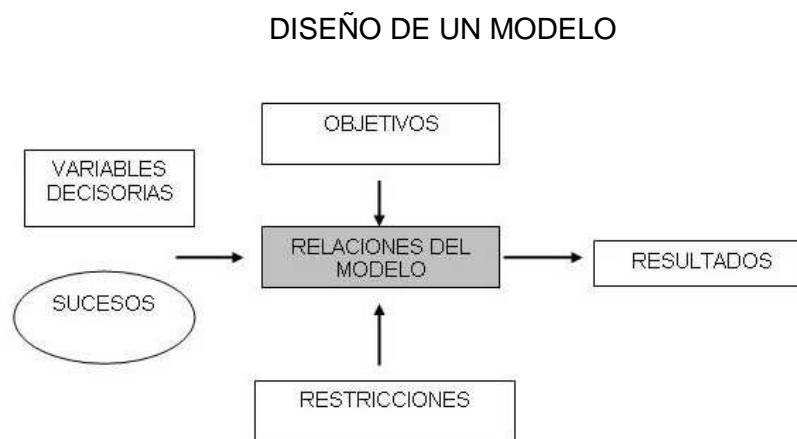 DISEÑO DE UN MODELO
OBJETIVOS
VARIABLES
DECISORIAS
RELACIONES DEL
MODELO
RESULTADOS
SUCESOS
RESTRICCIONES